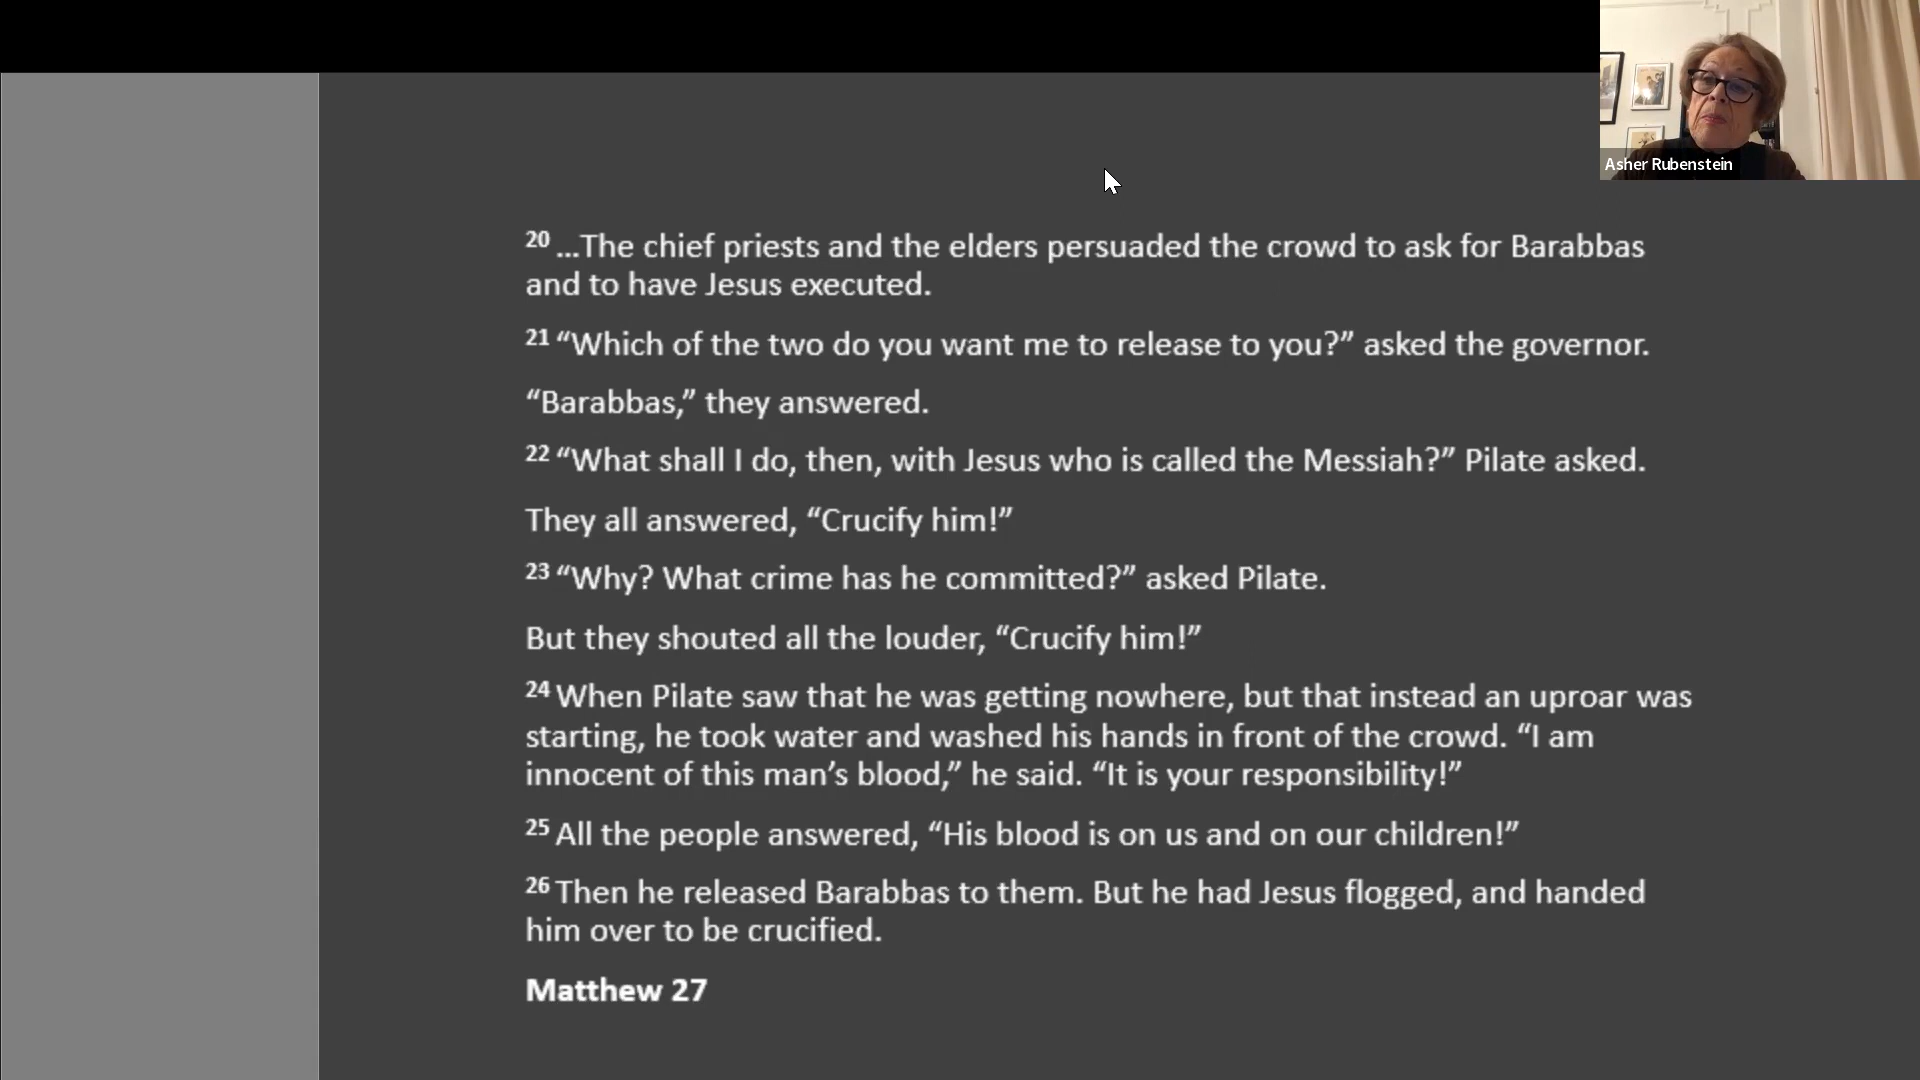 Asher Rubenstein
20 ...The chief priests and the elders persuaded the crowd to ask for Barabbas
and to have Jesus executed.
21 “Which of the two do you want me to release to you?” asked the governor.
“Barabbas,” they answered.
22 “What shall I do, then, with Jesus who is called the Messiah?” Pilate asked.
They all answered, “Crucify him!”
23 “Why? What crime has he committed?” asked Pilate.
But they shouted all the louder, “Crucify him!”
24 When Pilate saw that he was getting nowhere, but that instead an uproar was
starting, he took water and washed his hands in front of the crowd. “I am
innocent of this man’s blood,” he said. “It is your responsibility!”
25 All the people answered, “His blood is on us and on our children!”
26 Then he released Barabbas to them. But he had Jesus flogged, and handed
him over to be crucified.
Matthew 27